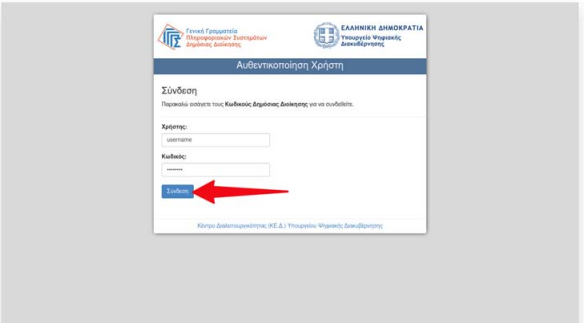 Γενική Γραμματεία
Πληροφοριακών Συστημάτων
Δημόσιας Διοίκησης
ΕΛΛΗΝΙΚΗ ΔΗΜΟΚΡΑΤΙΑ
Υπουργείο Ψηφιακής
Διακυβέρνησης
Αυθεντικοποίηση Χρήστη
Σύνδεση
Παρακαλώ εισάγετε τους Κωδικούς Δημόσιας Διοίκησης για να συνδεθείτε.
Χρήστης:
username
Κωδικός:
········
Σύνδεση
Κέντρο Διαλειτουργικότητας (ΚΕ.Δ.) Υπουργείου Ψηφιακής Διακυβέρνησης